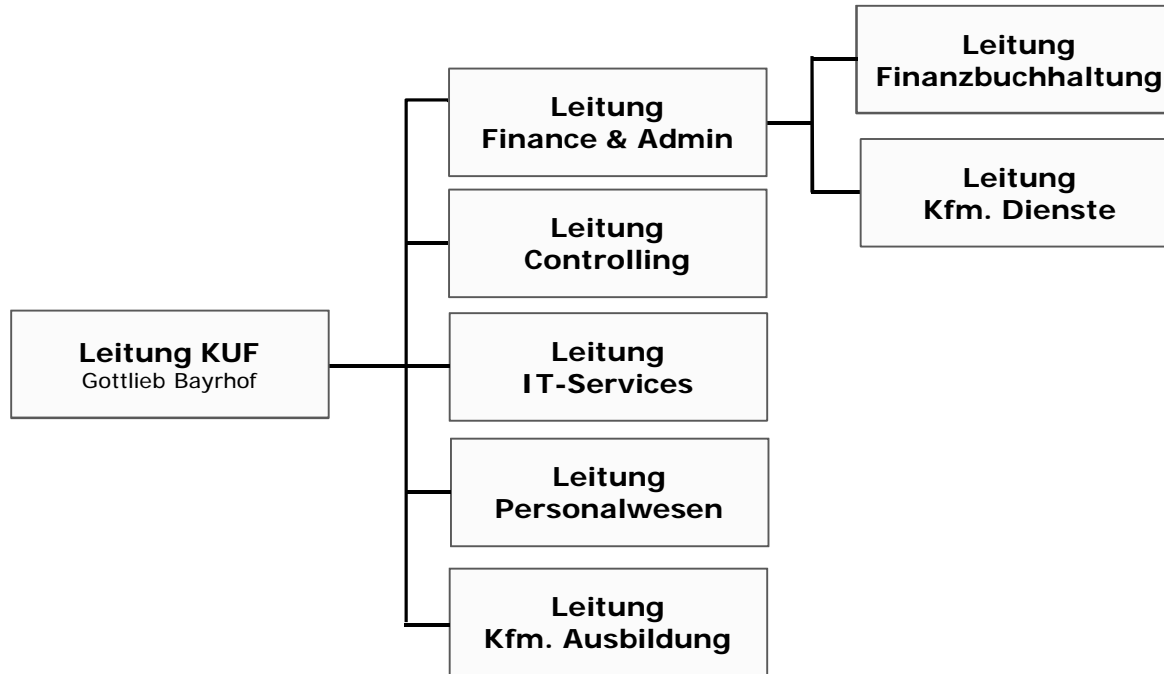 Leitung KUF
Gottlieb Bayrhof
Leitung
Finance & Admin
Leitung
Controlling
Leitung
IT-Services
Leitung
Personalwesen
Leitung
Kfm. Ausbildung
Leitung
Finanzbuchhaltung
Leitung
Kfm. Dienste